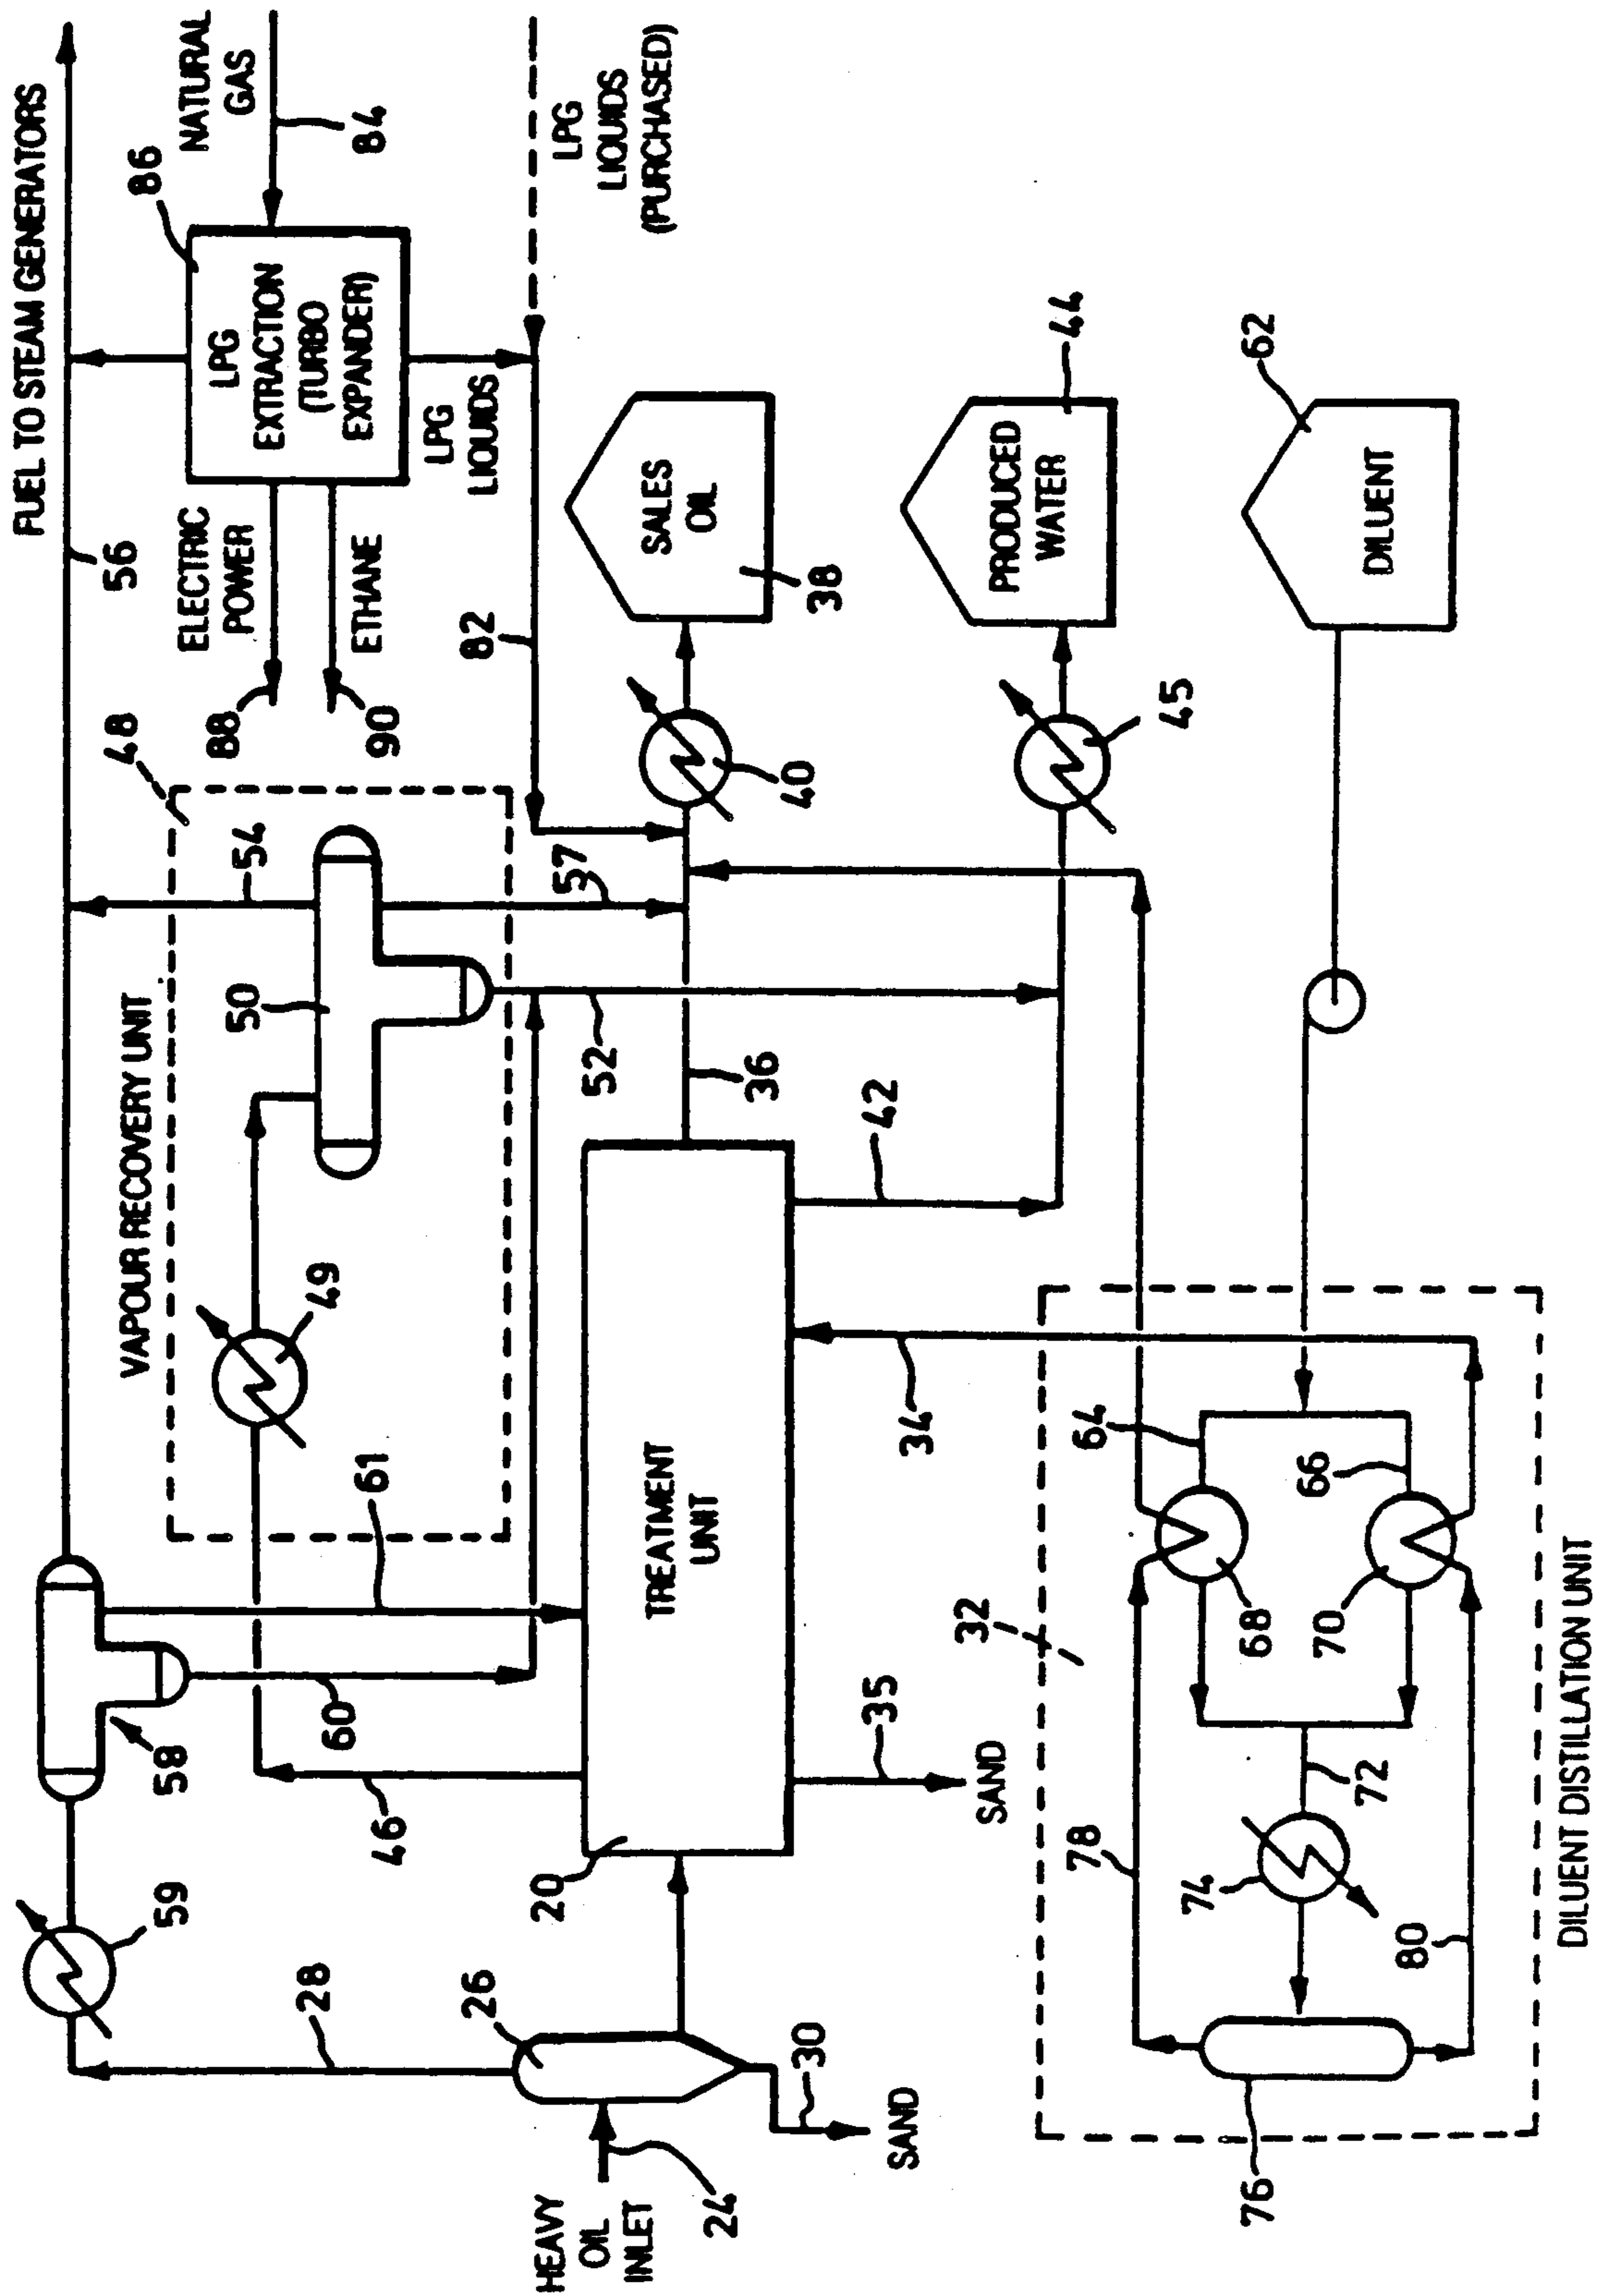 FUEL TO STEAM GENERATORS
56
NATURAL
GAS
84
86
LPG
EXTRACTION
(TURBO
EXPANDER)
ELECTRIC
POWER
88
ETHANE
90
LPG
LIQUIDS
LPG
LIQUIDS
(PURCHASED)
82
59
58
28
60
61
46
VAPOUR RECOVERY UNIT
48
49
50
54
57
52
HEAVY
OIL
INLET
24
26
30
SAND
20
TREATMENT
UNIT
36
40
SALES
OIL
38
35
SAND
34
42
45
PRODUCED
WATER
44
62
DILUENT
32
64
66
68
70
72
74
76
78
80
DILUENT DISTILLATION UNIT